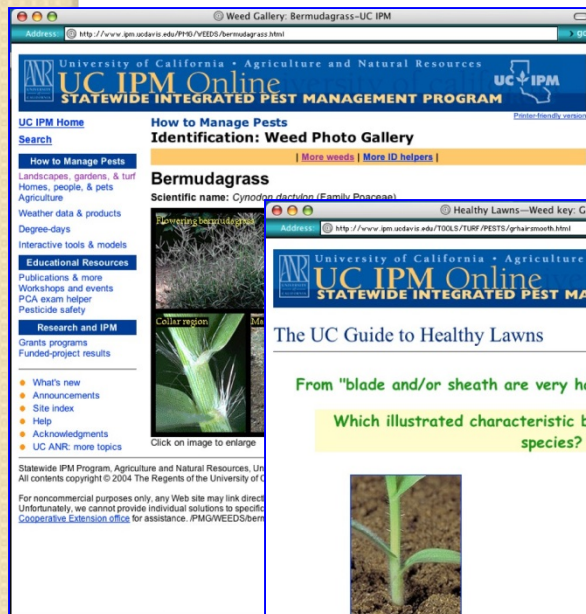 Weed Gallery: Bermudagrass–UC IPM
Address: http://www.ipm.ucdavis.edu/PMG/WEEDS/bermudagrass.html
University of California • Agriculture and Natural Resources
ANR
UC IPM Online
UC IPM
STATEWIDE INTEGRATED PEST MANAGEMENT PROGRAM
Printer-friendly version
UC IPM Home
Search
How to Manage Pests
Landscapes, gardens, & turf
Homes, people, & pets
Agriculture
Weather data & products
Degree-days
Interactive tools & models
Educational Resources
Publications & more
Workshops and events
PCA exam helper
Pesticide safety
Research and IPM
Grants programs
Funded-project results
What's new
Announcements
Site index
Help
Acknowledgments
UC ANR: more topics
How to Manage Pests
Identification: Weed Photo Gallery
| More weeds | More ID helpers |
Bermudagrass
Scientific name: Cynodon dactylon (Family Poaceae)
Flowering bermudagrass
Collar region
Ma
Click on image to enlarge
Statewide IPM Program, Agriculture and Natural Resources, Un
All contents copyright © 2004 The Regents of the University of C
For noncommercial purposes only, any Web site may link direct
Unfortunately, we cannot provide individual solutions to specific
Cooperative Extension office for assistance. /PMG/WEEDS/berm
Healthy Lawns—Weed key: G
Address: http://www.ipm.ucdavis.edu/TOOLS/TURF/PESTS/grhairsmooth.html
University of California • Agriculture
ANR
UC IPM Online
STATEWIDE INTEGRATED PEST MA
The UC Guide to Healthy Lawns
From "blade and/or sheath are very ha
Which illustrated characteristic b
species?